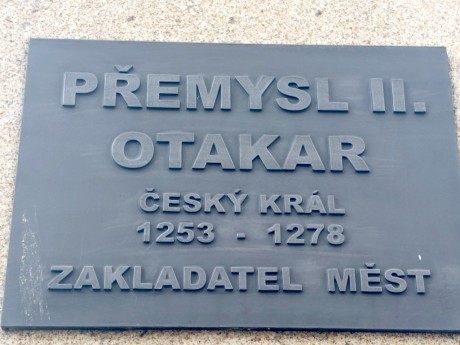 PŘEMYSL II.
OTAKAR
ČESKÝ KRÁL
1253 - 1278
ZAKLADATEL MĚST